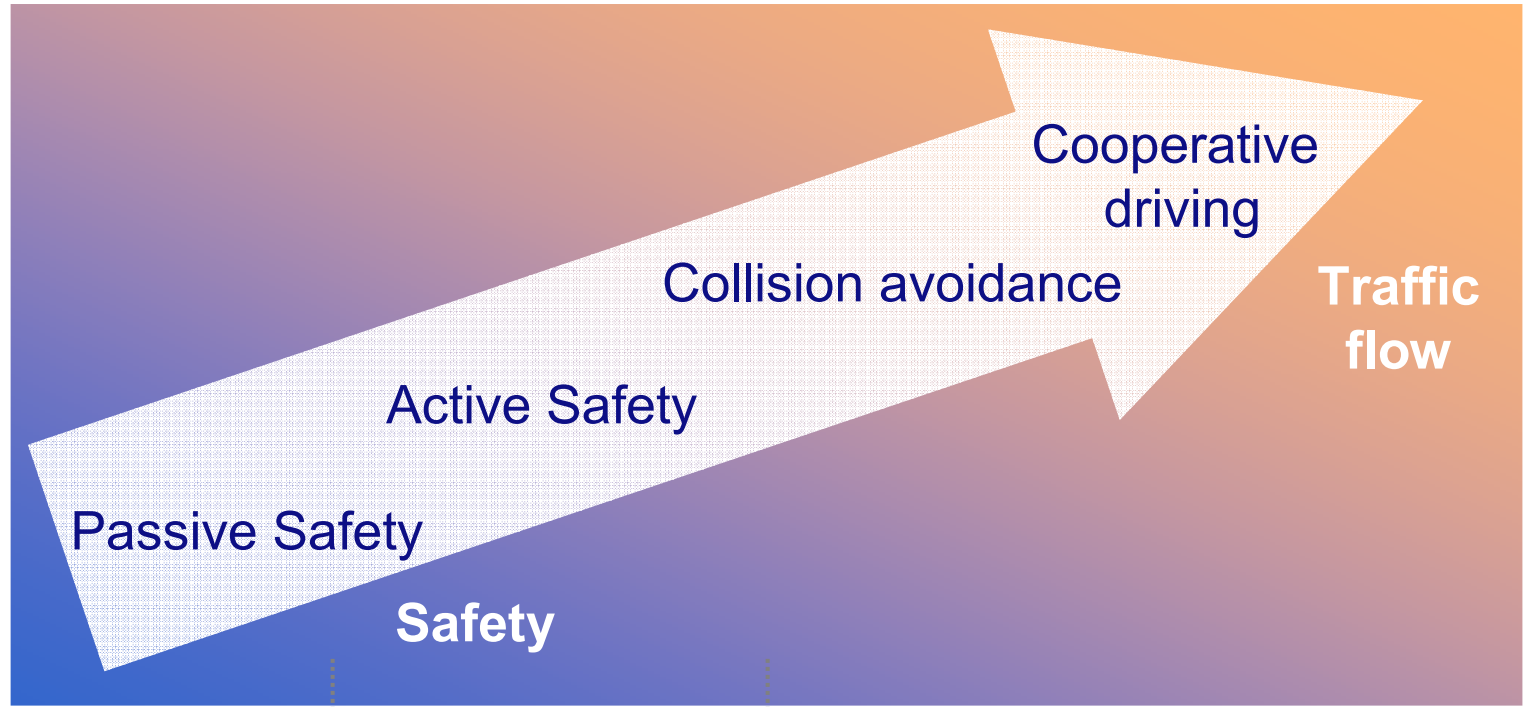 Cooperative
driving
Collision avoidance
Traffic
flow
Active Safety
Passive Safety
Safety